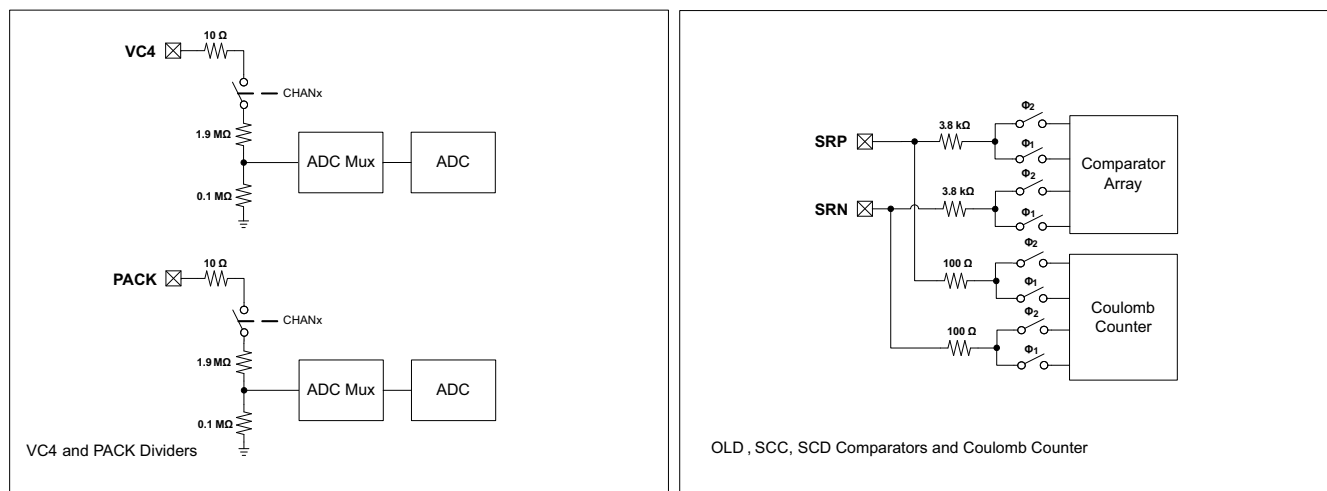 10 Ω
VC4
CHANx
1.9 MΩ
ADC Mux
ADC
0.1 MΩ
10 Ω
PACK
CHANx
1.9 MΩ
ADC Mux
ADC
0.1 MΩ
VC4 and PACK Dividers
Φ2
3.8 kΩ
SRP
Φ1
Φ2
3.8 kΩ
SRN
Φ1
Comparator
Array
Φ2
100 Ω
Φ1
Φ2
100 Ω
Φ1
Coulomb
Counter
OLD , SCC, SCD Comparators and Coulomb Counter